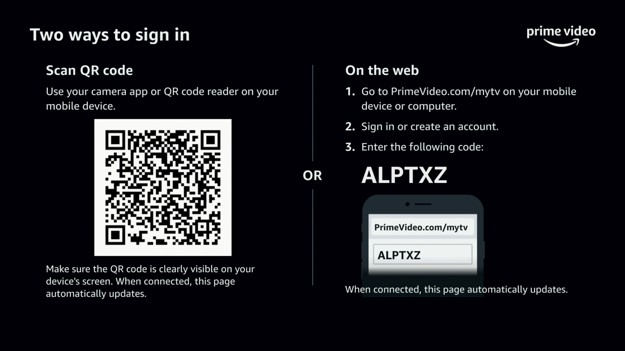 Two ways to sign in
prime video
Scan QR code
Use your camera app or QR code reader on your
mobile device.
Make sure the QR code is clearly visible on your
device's screen. When connected, this page
automatically updates.
OR
On the web
1. Go to PrimeVideo.com/mytv on your mobile
device or computer.
2. Sign in or create an account.
3. Enter the following code:
ALPTXZ
PrimeVideo.com/mytv
ALPTXZ
When connected, this page automatically updates.